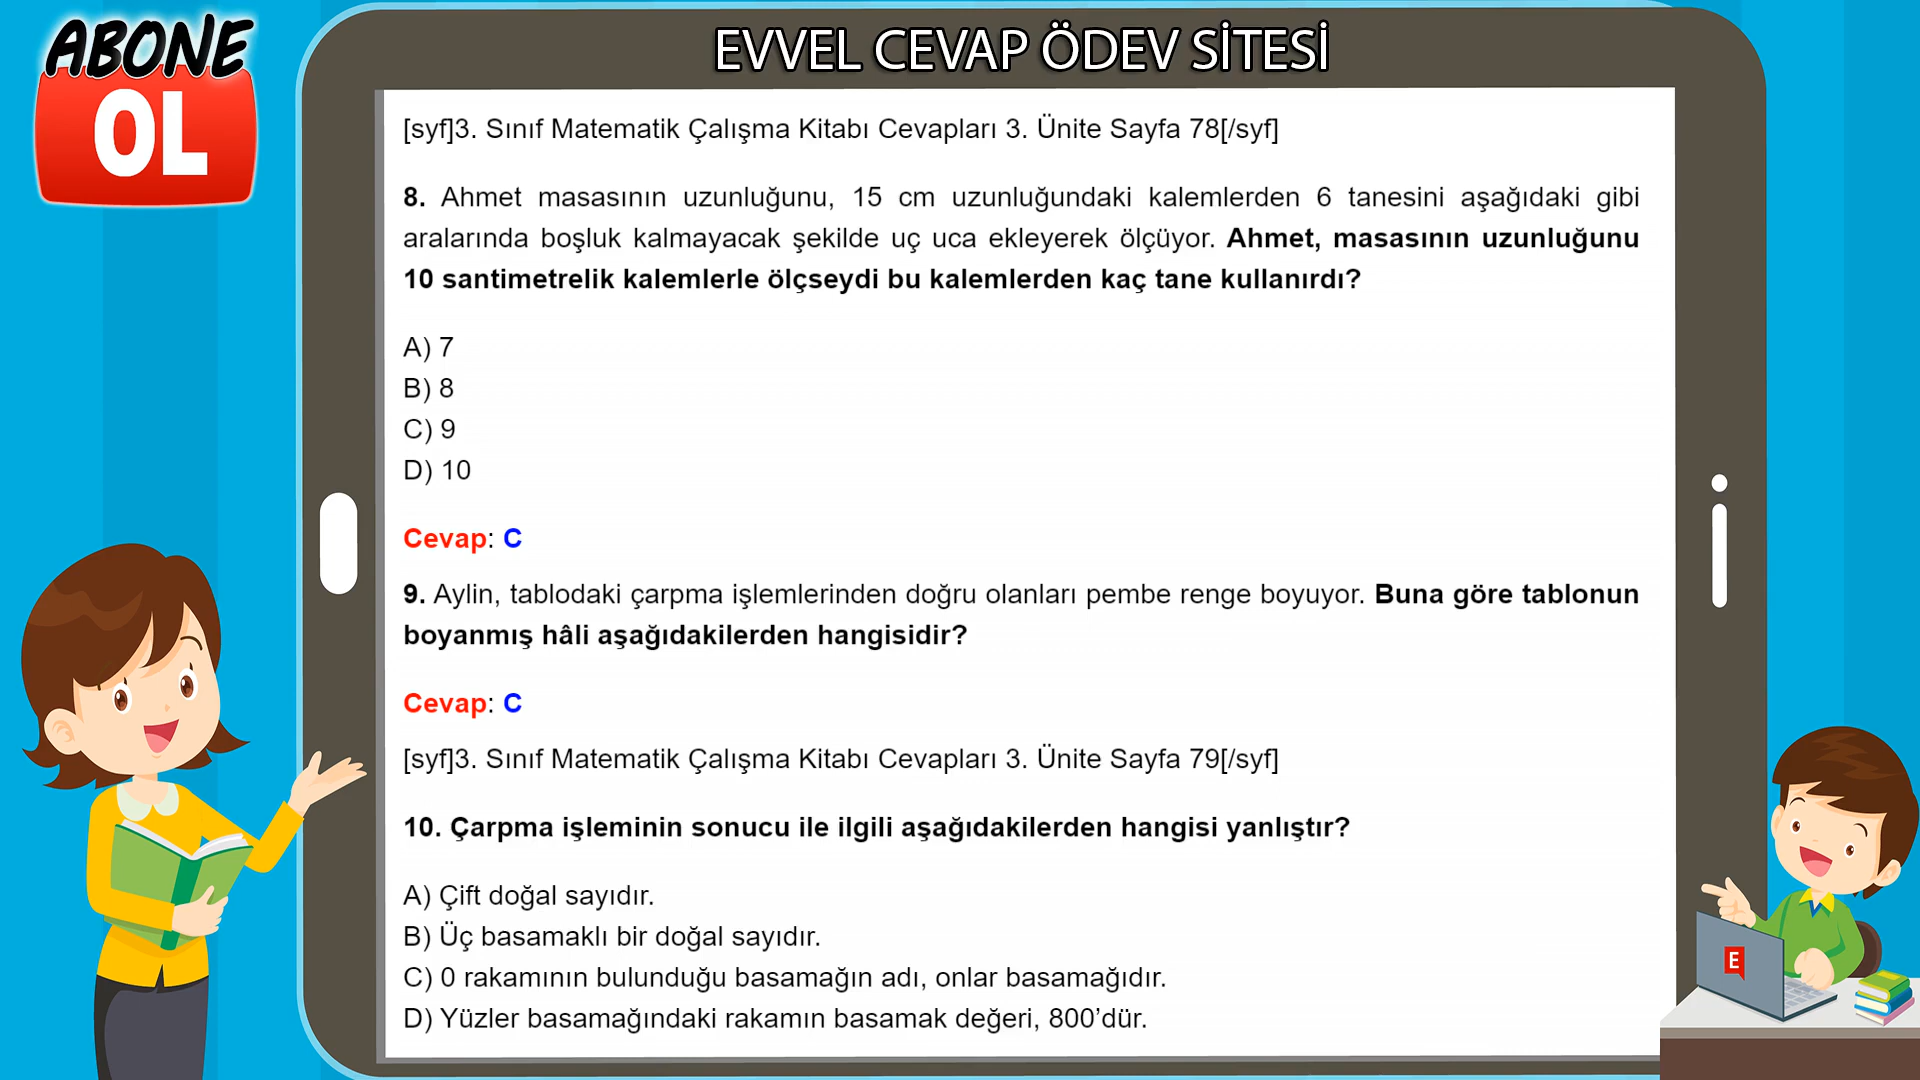 ABONE
OL
EVVEL CEVAP ÖDEV SİTESİ
[syf]3. Sınıf Matematik Çalışma Kitabı Cevapları 3. Ünite Sayfa 78[/syf]
8. Ahmet masasının uzunluğunu, 15 cm uzunluğundaki kalemlerden 6 tanesini aşağıdaki gibi
aralarında boşluk kalmayacak şekilde uç uca ekleyerek ölçüyor. Ahmet, masasının uzunluğunu
10 santimetrelik kalemlerle ölçseydi bu kalemlerden kaç tane kullanırdı?
A) 7
B) 8
C) 9
D) 10
Cevap: C
9. Aylin, tablodaki çarpma işlemlerinden doğru olanları pembe renge boyuyor. Buna göre tablonun
boyanmış hâli aşağıdakilerden hangisidir?
Cevap: C
[syf]3. Sınıf Matematik Çalışma Kitabı Cevapları 3. Ünite Sayfa 79[/syf]
10. Çarpma işleminin sonucu ile ilgili aşağıdakilerden hangisi yanlıştır?
A) Çift doğal sayıdır.
B) Üç basamaklı bir doğal sayıdır.
C) 0 rakamının bulunduğu basamağın adı, onlar basamağıdır.
D) Yüzler basamağındaki rakamın basamak değeri, 800’dür.
E